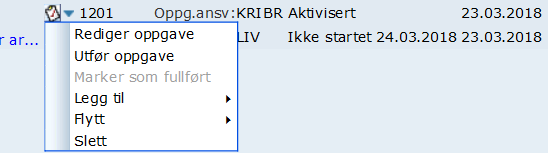 1201 Oppg.ansv:KRIBR Aktivisert 23.03.2018
r ar... LIV Ikke startet 24.03.2018 23.03.2018
Rediger oppgave
Utfør oppgave
Marker som fullført
Legg til
Flytt
Slett